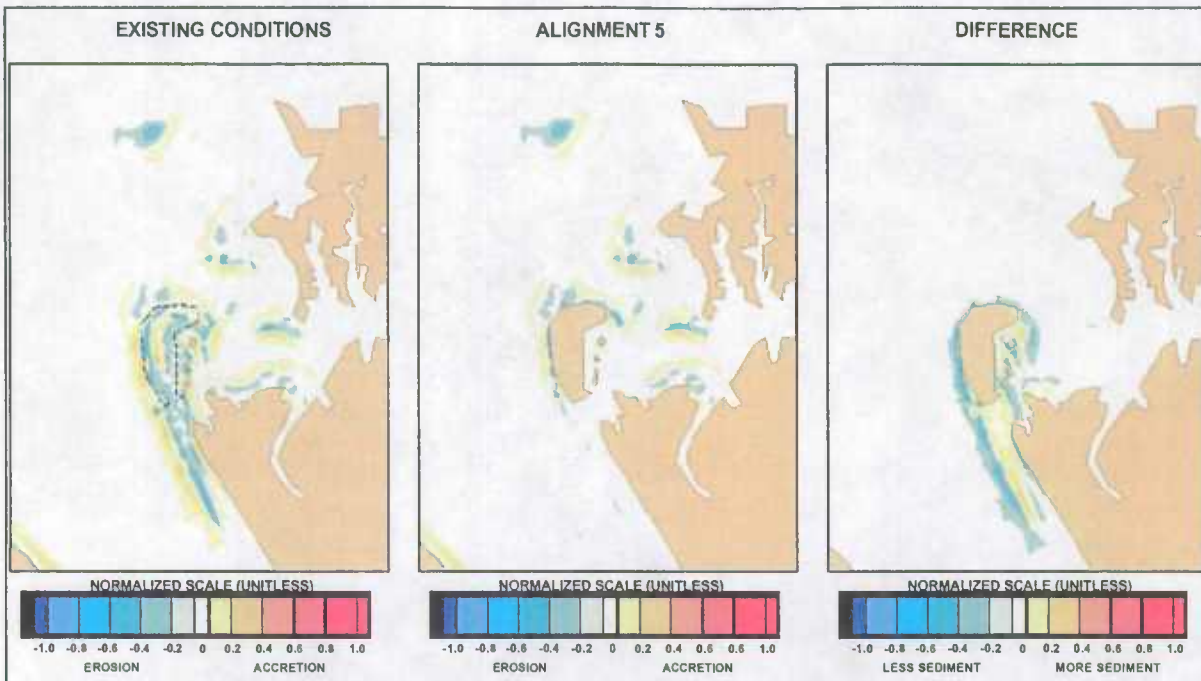 EXISTING CONDITIONS
ALIGNMENT 5
DIFFERENCE
NORMALIZED SCALE (UNITLESS)
-1.0 -0.8 -0.6 -0.4 -0.2 0 0.2 0.4 0.6 0.8 1.0
EROSION ACCRETION
NORMALIZED SCALE (UNITLESS)
-1.0 -0.8 -0.6 -0.4 -0.2 0 0.2 0.4 0.6 0.8 1.0
EROSION ACCRETION
NORMALIZED SCALE (UNITLESS)
-1.0 -0.8 -0.6 -0.4 -0.2 0 0.2 0.4 0.6 0.8 1.0
LESS SEDIMENT MORE SEDIMENT